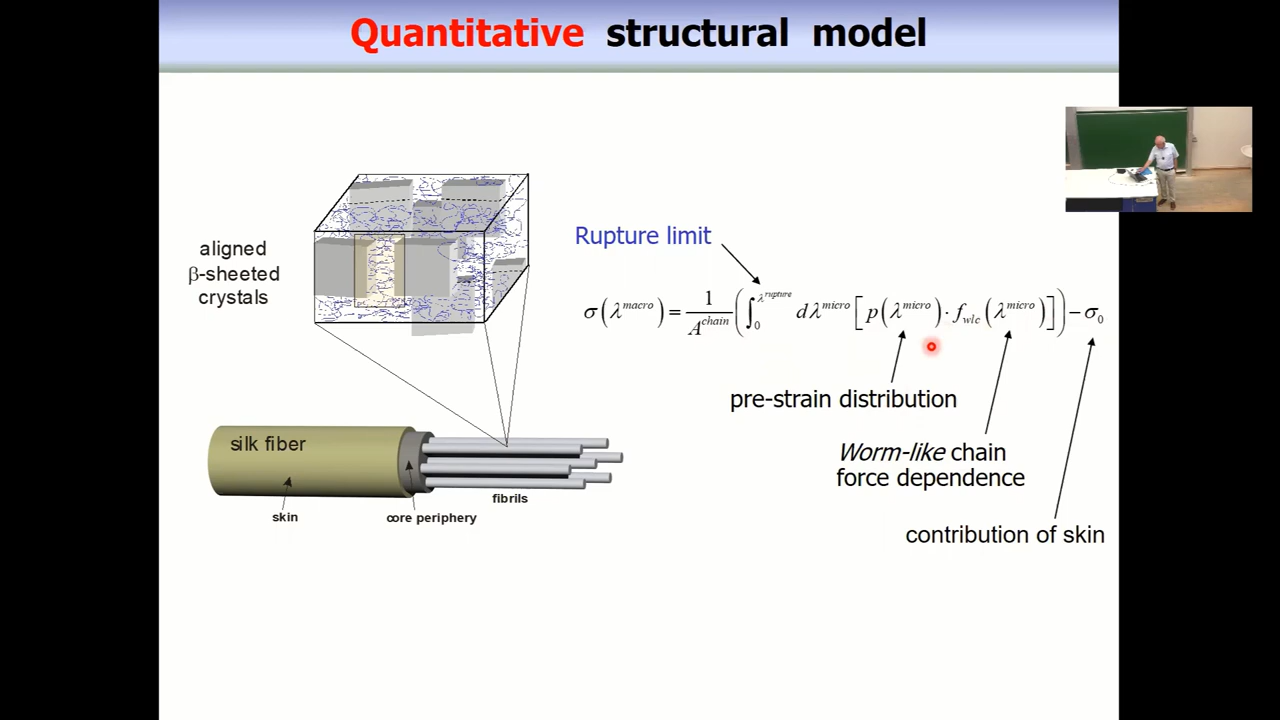 Quantitative structural model
aligned
β-sheeted
crystals
Rupture limit
σ(λ^macro) = 1/A^chain (∫_0^λ^rupture dλ^micro [p(λ^micro) · f_wlc(λ^micro)]) − σ_0
pre-strain distribution
Worm-like chain
force dependence
contribution of skin
silk fiber
skin
core periphery
fibrils